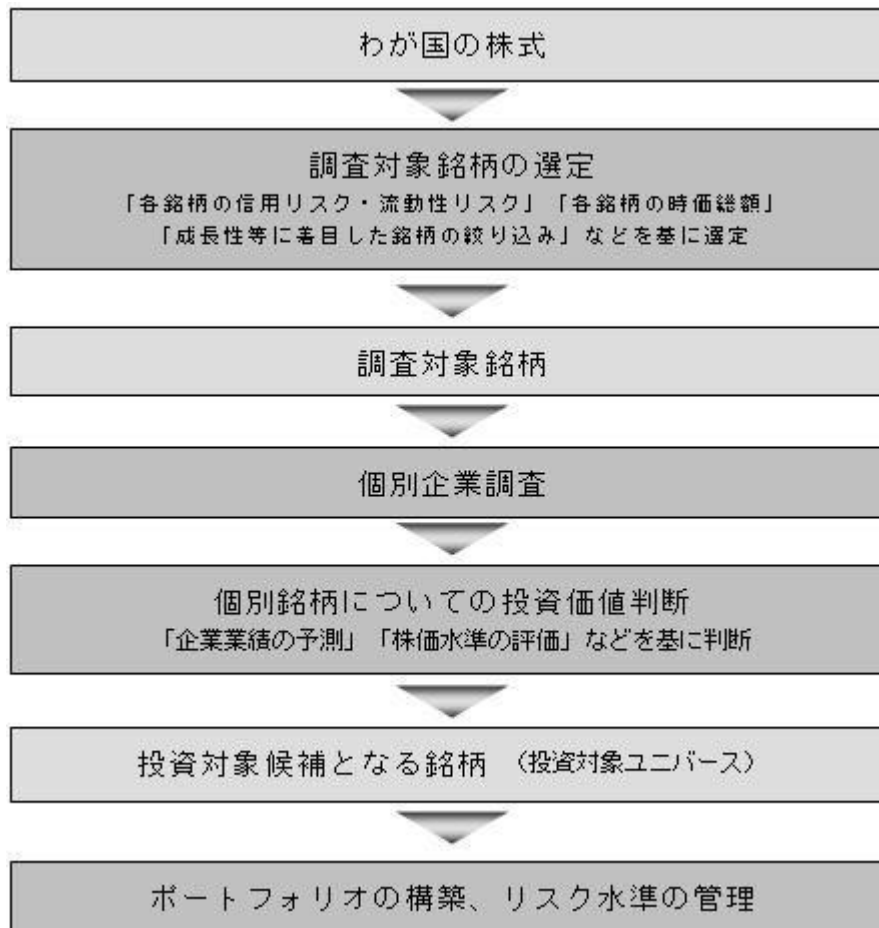 わが国の株式
調査対象銘柄の選定
「各銘柄の信用リスク・流動性リスク」「各銘柄の時価総額」
「成長性等に着目した銘柄の絞り込み」などを基に選定
調査対象銘柄
個別企業調査
個別銘柄についての投資価値判断
「企業業績の予測」「株価水準の評価」などを基に判断
投資対象候補となる銘柄 （投資対象ユニバース）
ポートフォリオの構築、リスク水準の管理